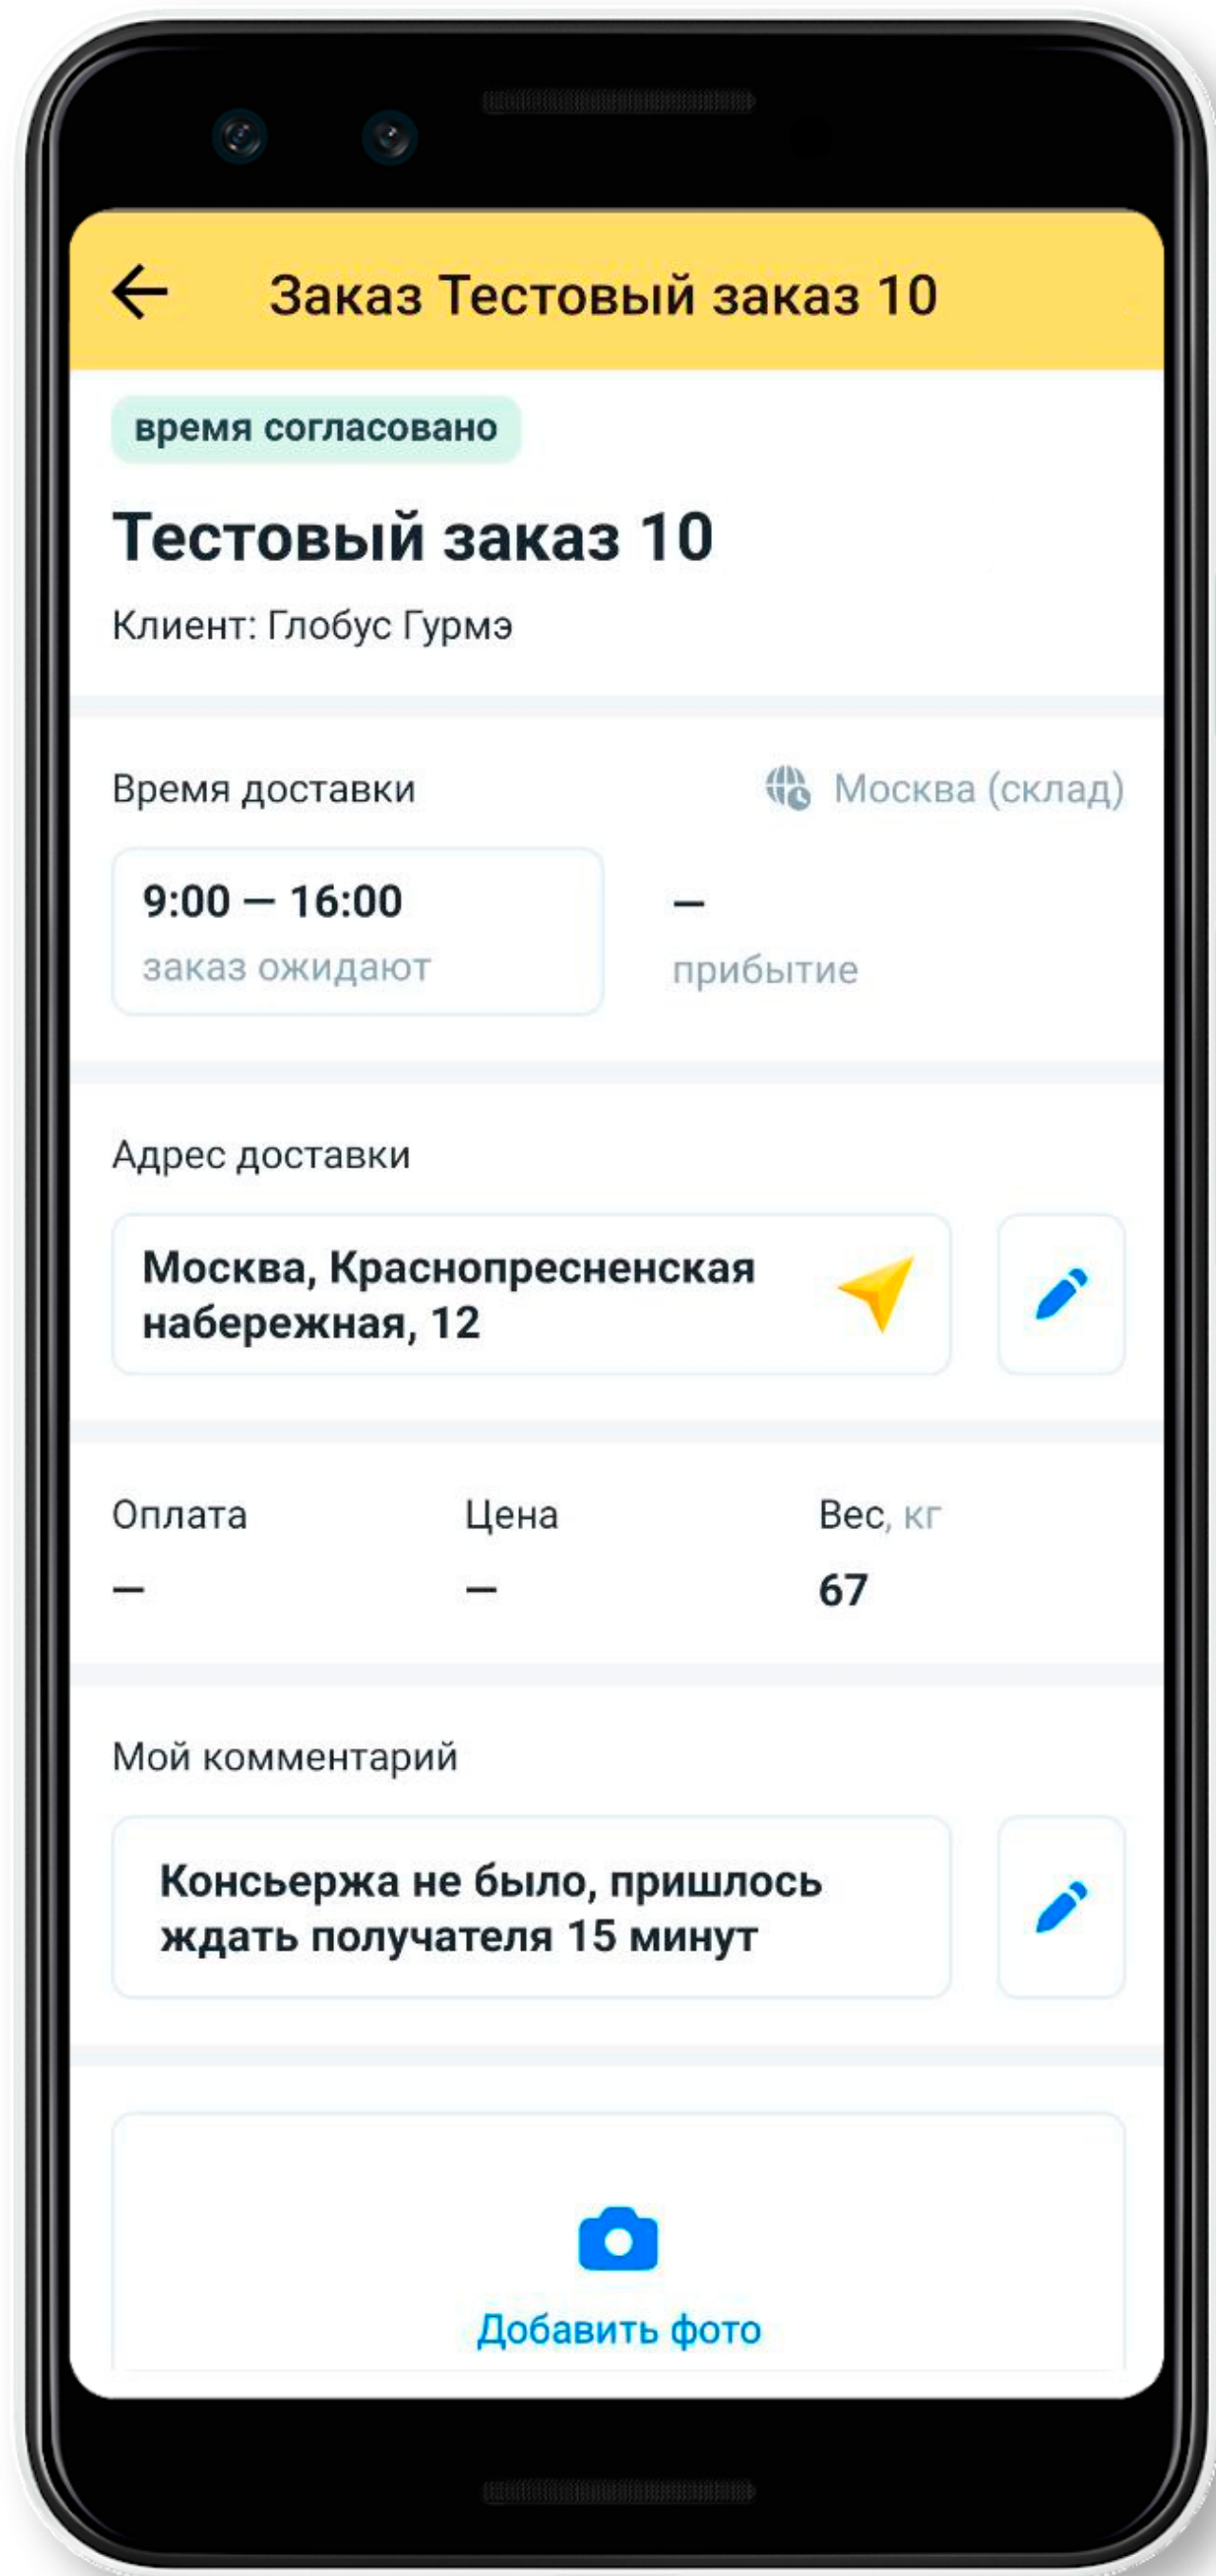 Заказ Тестовый заказ 10
время согласовано
Тестовый заказ 10
Клиент: Глобус Гурмэ
Время доставки
Москва (склад)
9:00 — 16:00
—
заказ ожидают
прибытие
Адрес доставки
Москва, Краснопресненская
набережная, 12
Оплата
Цена
Вес, кг
—
—
67
Мой комментарий
Консьержа не было, пришлось
ждать получателя 15 минут
Добавить фото